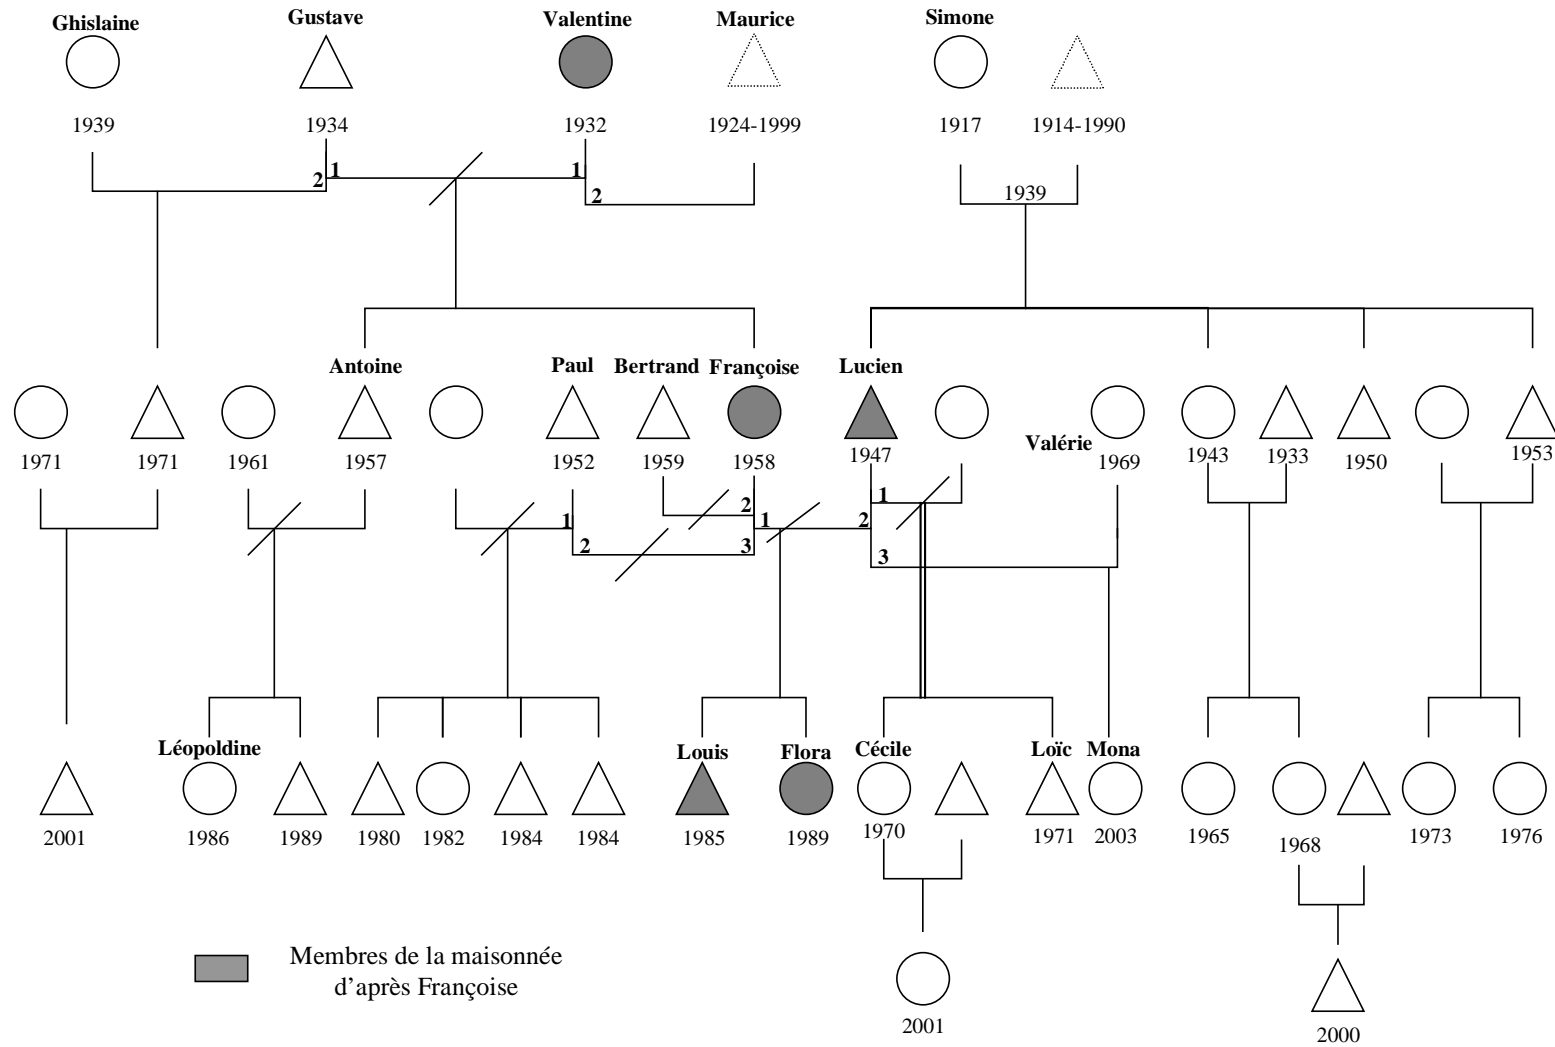 Ghislaine Gustave Valentine Maurice Simone
1939 1934 1932 1924-1999 1917 1914-1990
1 1
2 2
1939
Antoine Paul Bertrand Françoise Lucien
Valérie
1971 1971 1961 1957 1952 1959 1958 1947 1969 1943 1933 1950 1953
2 1
1 1 2
2 3 3
Léopoldine Louis Flora Cécile Loïc Mona
2001 1986 1989 1980 1982 1984 1984 1985 1989 1970 1971 2003 1965 1968 1973 1976
Membres de la maisonnée
d’après Françoise
2001 2000